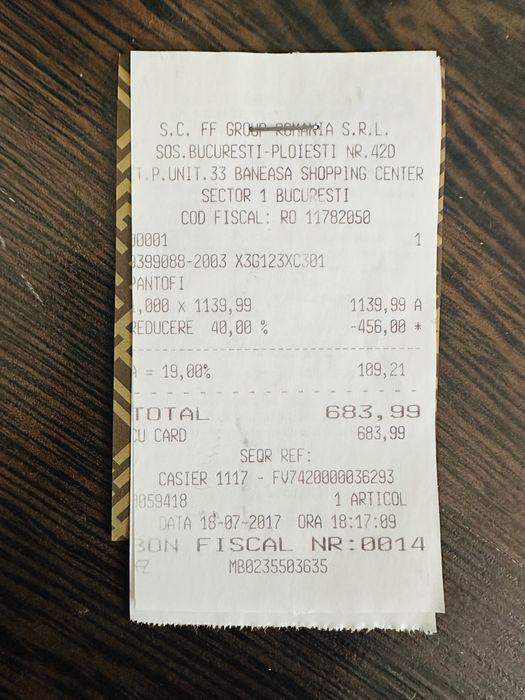 S.C. FF GROUP ROMANIA S.R.L.
SOS.BUCURESTI-PLOIESTI NR.42D
T.P.UNIT.33 BANEASA SHOPPING CENTER
SECTOR 1 BUCURESTI
COD FISCAL: RO 11782050
00001 1
0399088-2003 X3G123XC301
PANTOFI
1,000 X 1139,99 1139,99 A
REDUCERE 40,00 % -456,00 *
A = 19,00% 109,21
TOTAL 683,99
CU CARD 683,99
SEQR REF:
CASIER 1117 - FV7420000036293
0059418 1 ARTICOL
DATA 18-07-2017 ORA 18:17:09
BON FISCAL NR:0014
MB0235503635